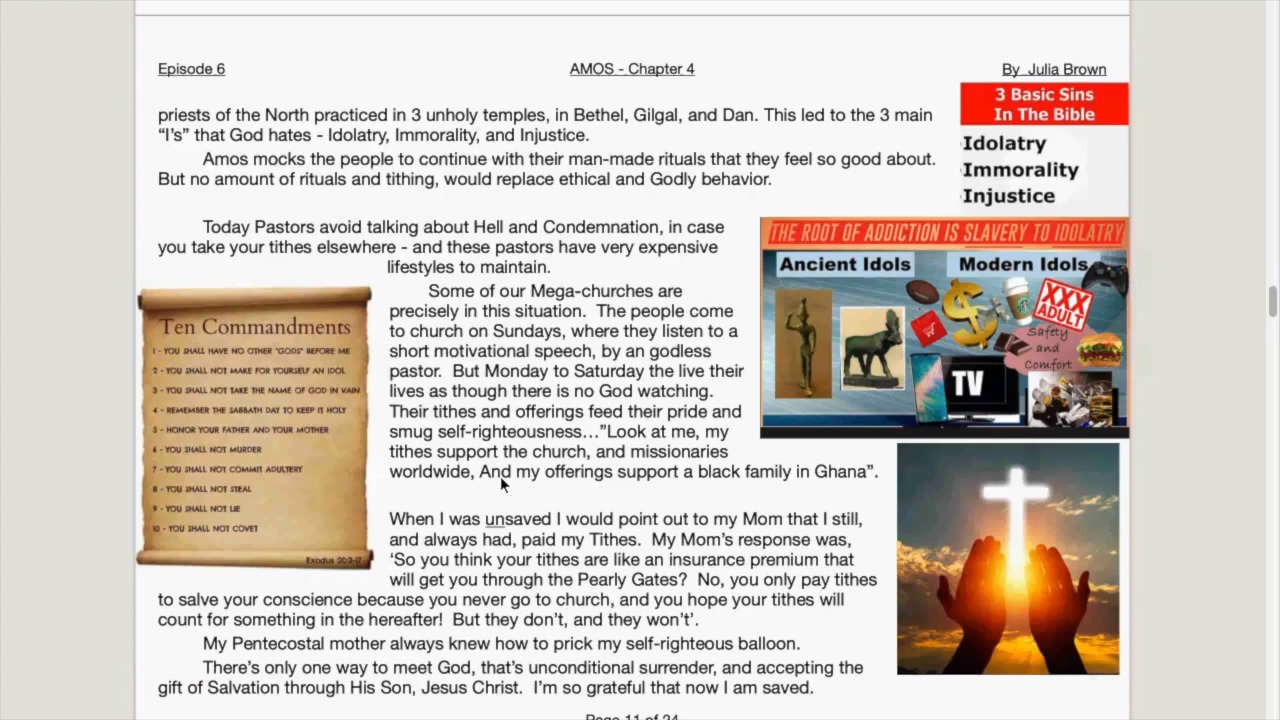 Episode 6
AMOS - Chapter 4
By Julia Brown
priests of the North practiced in 3 unholy temples, in Bethel, Gilgal, and Dan. This led to the 3 main
“I’s” that God hates - Idolatry, Immorality, and Injustice.
Amos mocks the people to continue with their man-made rituals that they feel so good about.
But no amount of rituals and tithing, would replace ethical and Godly behavior.
3 Basic Sins
In The Bible
Idolatry
Immorality
Injustice
Today Pastors avoid talking about Hell and Condemnation, in case
you take your tithes elsewhere - and these pastors have very expensive
lifestyles to maintain.
THE ROOT OF ADDICTION IS SLAVERY TO IDOLATRY
Ancient Idols
Modern Idols
XXX
ADULT
Safety
and
Comfort
TV
Ten Commandments
1 - YOU SHALL HAVE NO OTHER "GODS" BEFORE ME
2 - YOU SHALL NOT MAKE FOR YOURSELF AN IDOL
3 - YOU SHALL NOT TAKE THE NAME OF GOD IN VAIN
4 - REMEMBER THE SABBATH DAY TO KEEP IT HOLY
5 - HONOR YOUR FATHER AND YOUR MOTHER
6 - YOU SHALL NOT MURDER
7 - YOU SHALL NOT COMMIT ADULTERY
8 - YOU SHALL NOT STEAL
9 - YOU SHALL NOT LIE
10 - YOU SHALL NOT COVET
Exodus 20:3-17
Some of our Mega-churches are
precisely in this situation. The people come
to church on Sundays, where they listen to a
short motivational speech, by an godless
pastor. But Monday to Saturday the live their
lives as though there is no God watching.
Their tithes and offerings feed their pride and
smug self-righteousness…”Look at me, my
tithes support the church, and missionaries
worldwide, And my offerings support a black family in Ghana”.
When I was unsaved I would point out to my Mom that I still,
and always had, paid my Tithes. My Mom’s response was,
‘So you think your tithes are like an insurance premium that
will get you through the Pearly Gates? No, you only pay tithes
to salve your conscience because you never go to church, and you hope your tithes will
count for something in the hereafter! But they don’t, and they won’t’.
My Pentecostal mother always knew how to prick my self-righteous balloon.
There’s only one way to meet God, that’s unconditional surrender, and accepting the
gift of Salvation through His Son, Jesus Christ. I’m so grateful that now I am saved.
Page 11 of 24